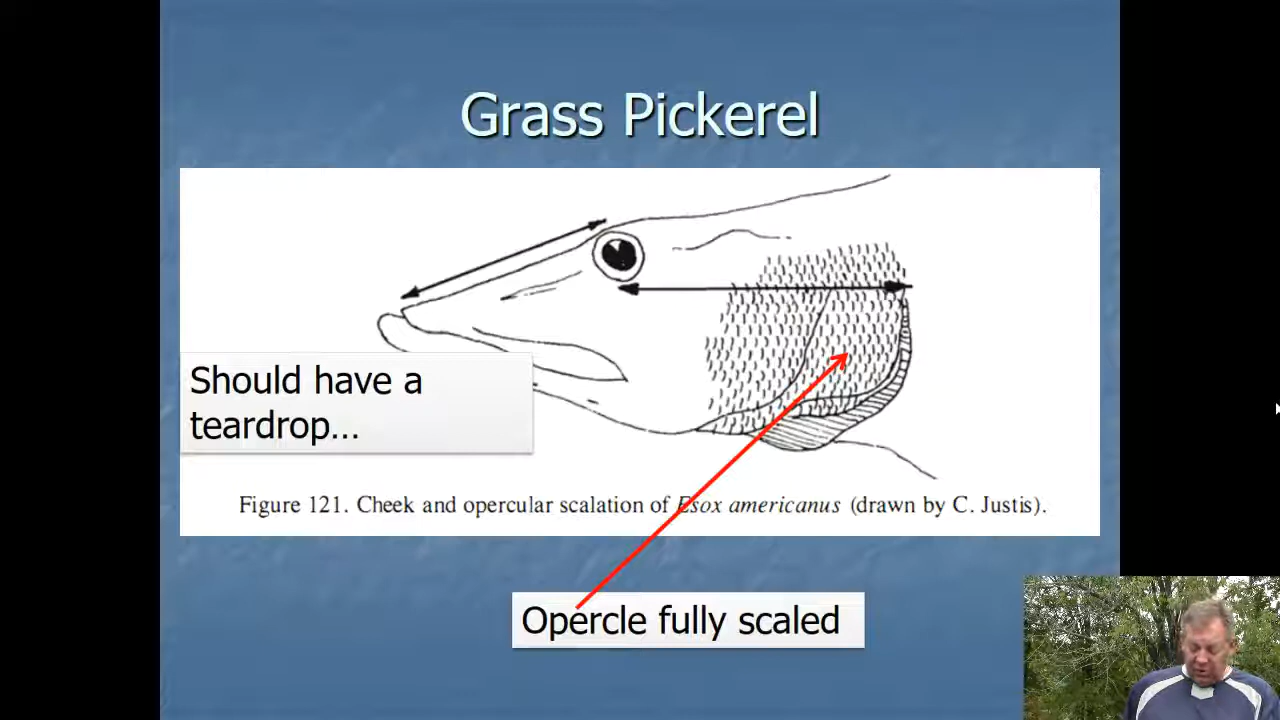 Grass Pickerel
Should have a
teardrop...
Figure 121. Cheek and opercular scalation of Esox americanus (drawn by C. Justis).
Opercle fully scaled